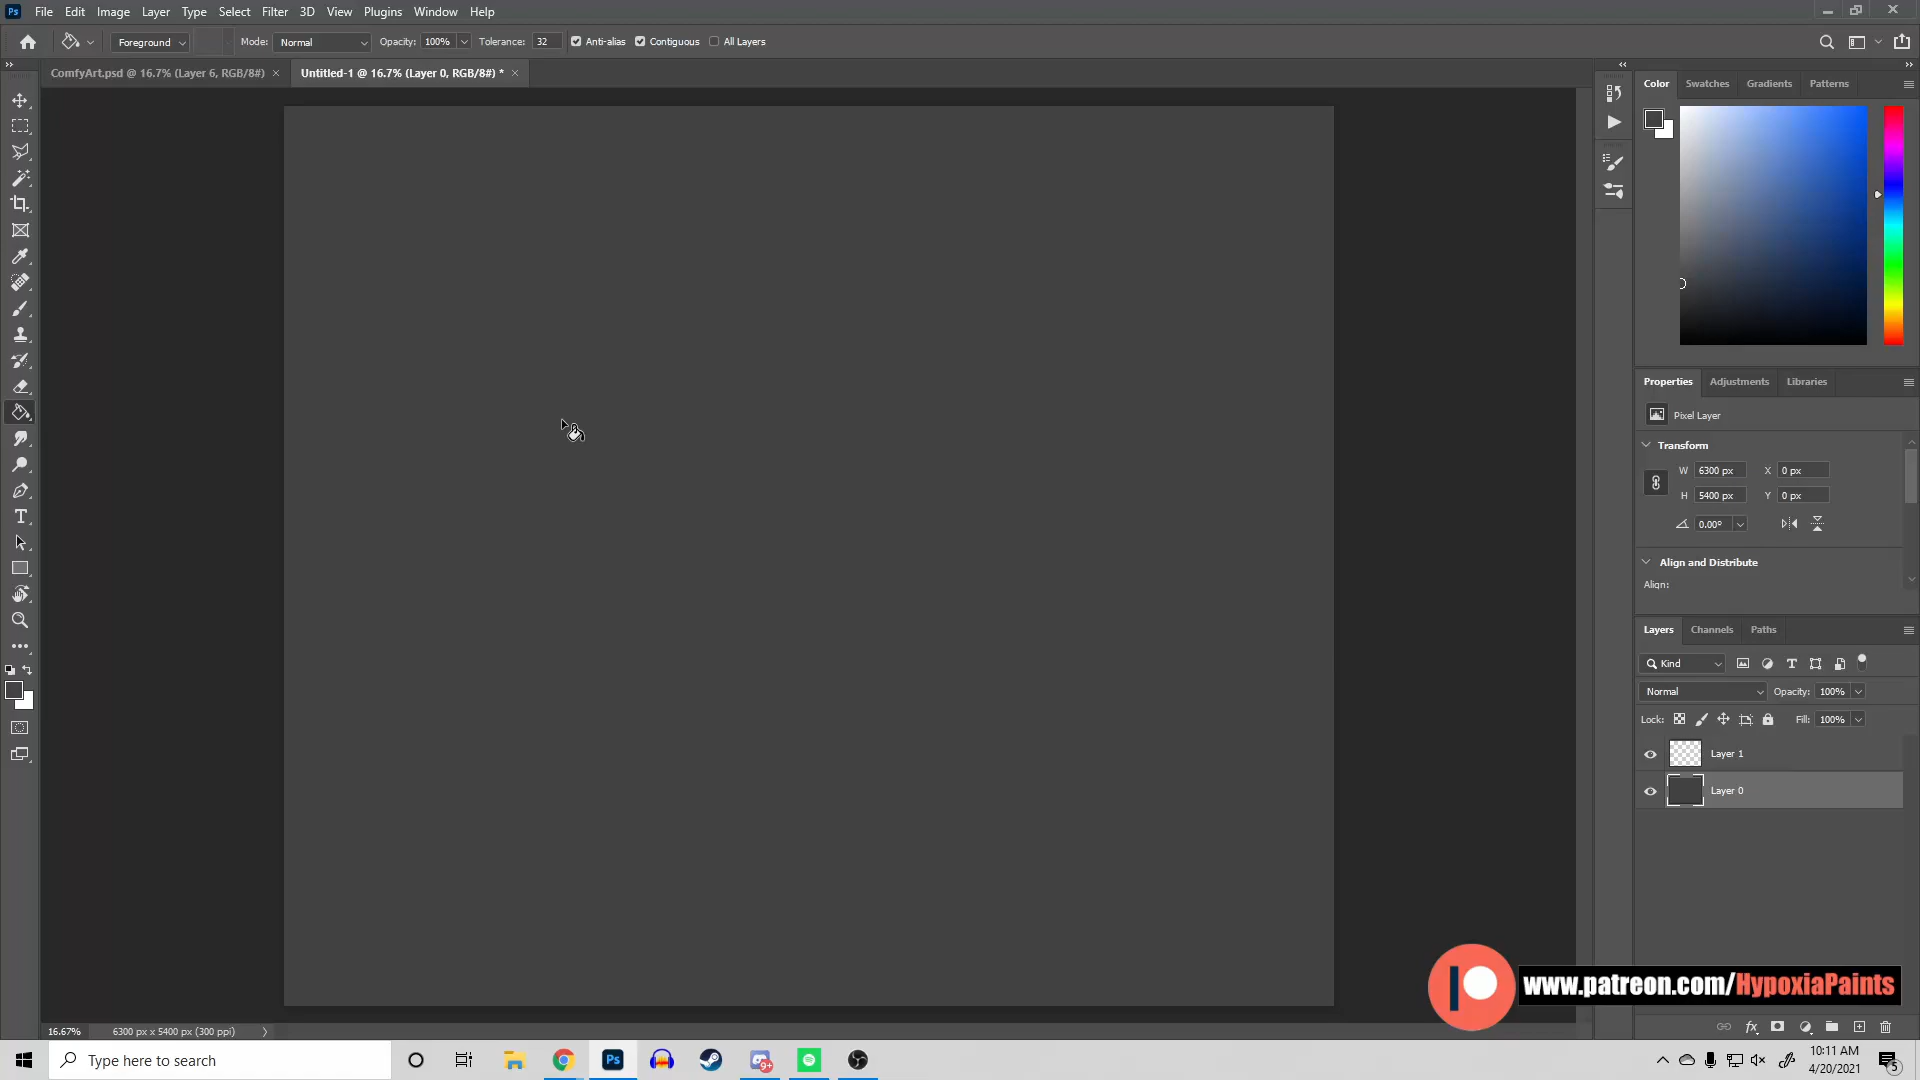 Ps File Edit Image Layer Type Select Filter 3D View Plugins Window Help
Foreground Mode: Normal Opacity: 100% Tolerance: 32 Anti-alias Contiguous All Layers
ComfyArt.psd @ 16.7% (Layer 6, RGB/8#) × Untitled-1 @ 16.7% (Layer 0, RGB/8#) * ×
Color Swatches Gradients Patterns
Properties Adjustments Libraries
Pixel Layer
Transform
W 6300 px X 0 px
H 5400 px Y 0 px
0.00°
Align and Distribute
Align:
Layers Channels Paths
Kind
Normal Opacity: 100%
Lock: Fill: 100%
Layer 1
Layer 0
www.patreon.com/HypoxiaPaints
16.67% 6300 px x 5400 px (300 ppi)
Type here to search
Ps
9+
10:11 AM
4/20/2021
5